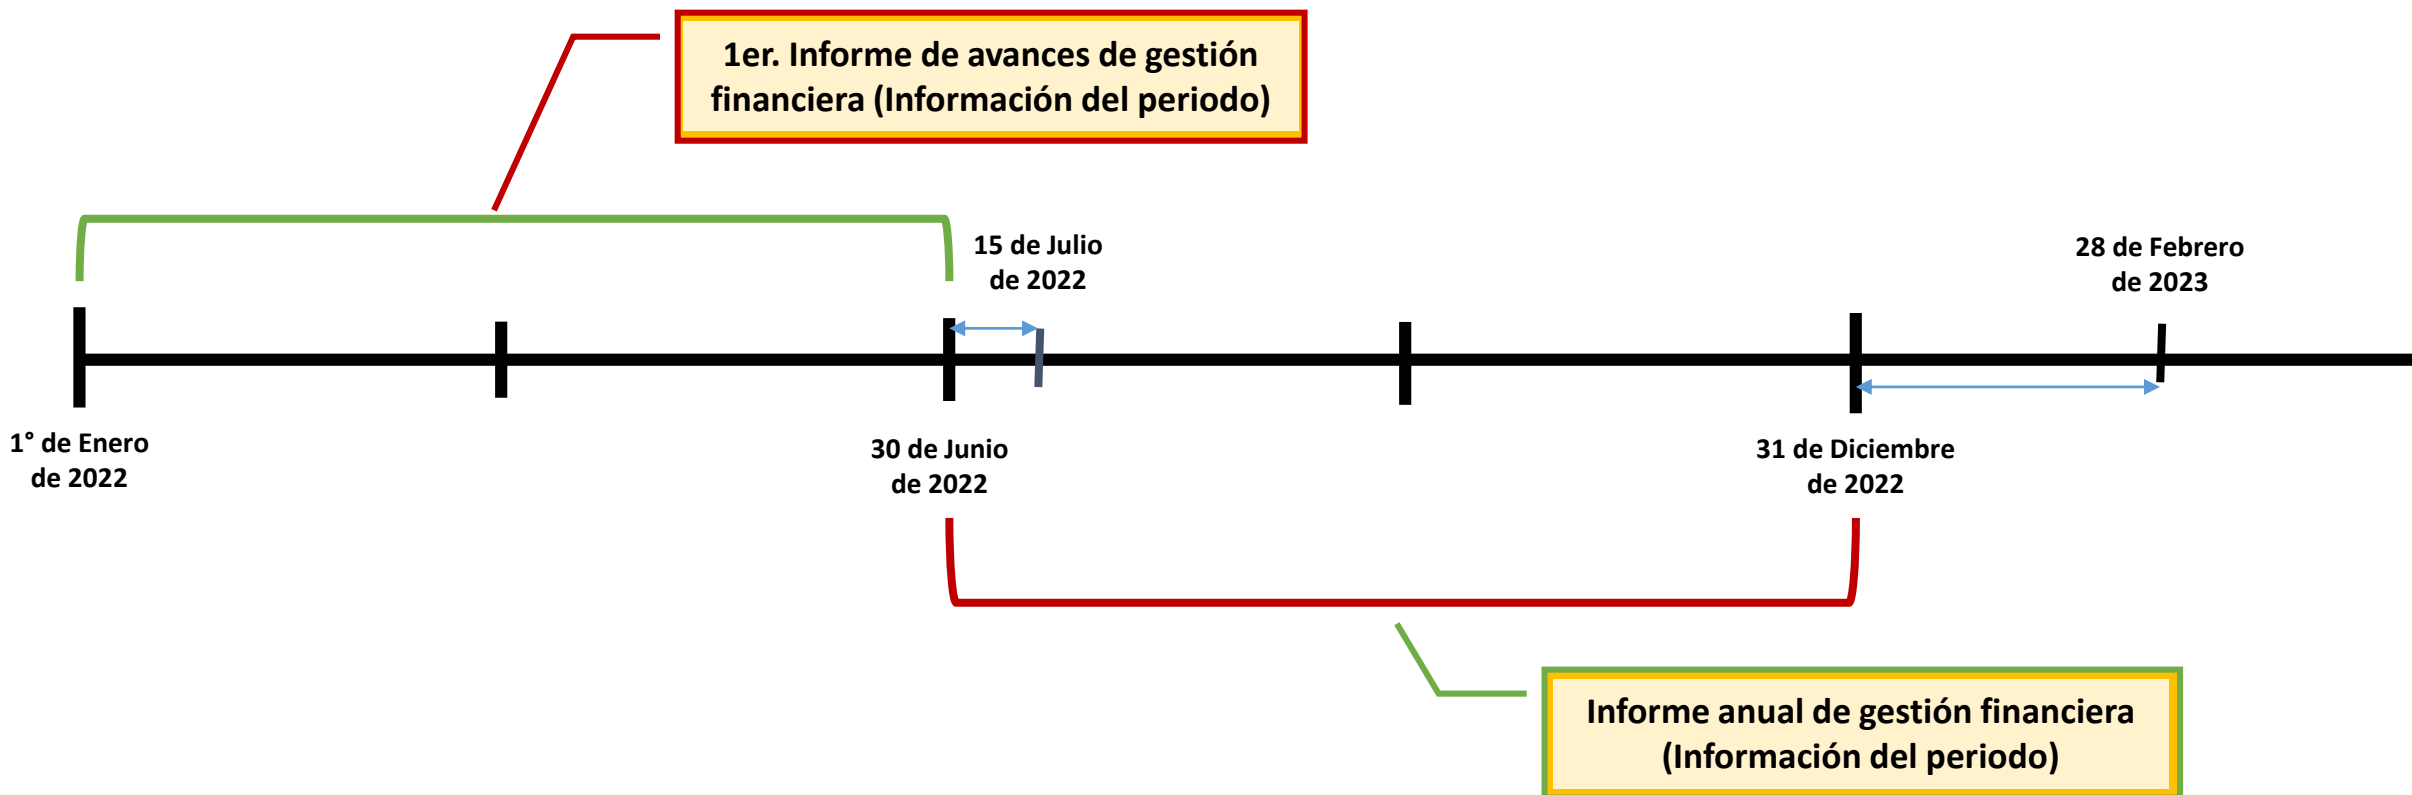 1er. Informe de avances de gestión
financiera (Información del periodo)
15 de Julio
de 2022
28 de Febrero
de 2023
1° de Enero
de 2022
30 de Junio
de 2022
31 de Diciembre
de 2022
Informe anual de gestión financiera
(Información del periodo)